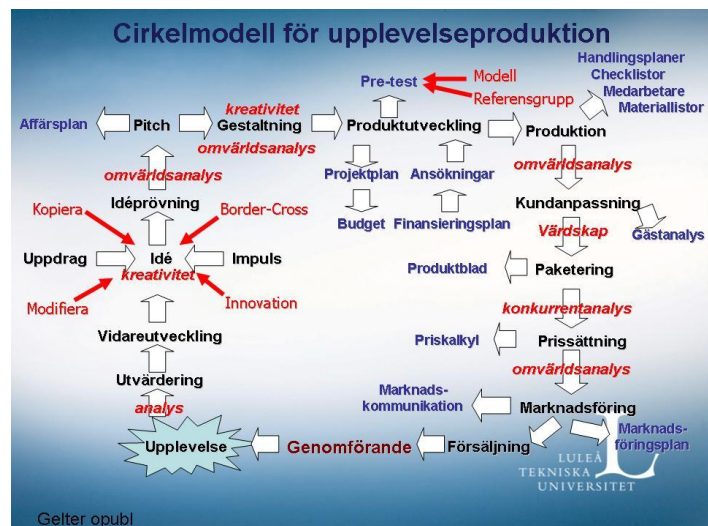 Cirkelmodell för upplevelseproduktion
Handlingsplaner
Checklistor
Medarbetare
Materiallistor
Pre-test
Modell
Referensgrupp
Affärsplan
Pitch
kreativitet
Gestaltning
omvärldsanalys
Produktutveckling
Produktion
omvärldsanalys
Projektplan
Ansökningar
omvärldsanalys
Idéprövning
Kundanpassning
Kopiera
Border-Cross
Budget
Finansieringsplan
Värdskap
Gästanalys
Uppdrag
Idé
Impuls
kreativitet
Produktblad
Paketering
Modifiera
Innovation
konkurrentanalys
Vidareutveckling
Priskalkyl
Prissättning
omvärldsanalys
Utvärdering
Marknads-
kommunikation
analys
Marknadsföring
Marknads-
föringsplan
Upplevelse
Genomförande
Försäljning
LULEÅ
TEKNISKA
UNIVERSITET
Gelter opubl